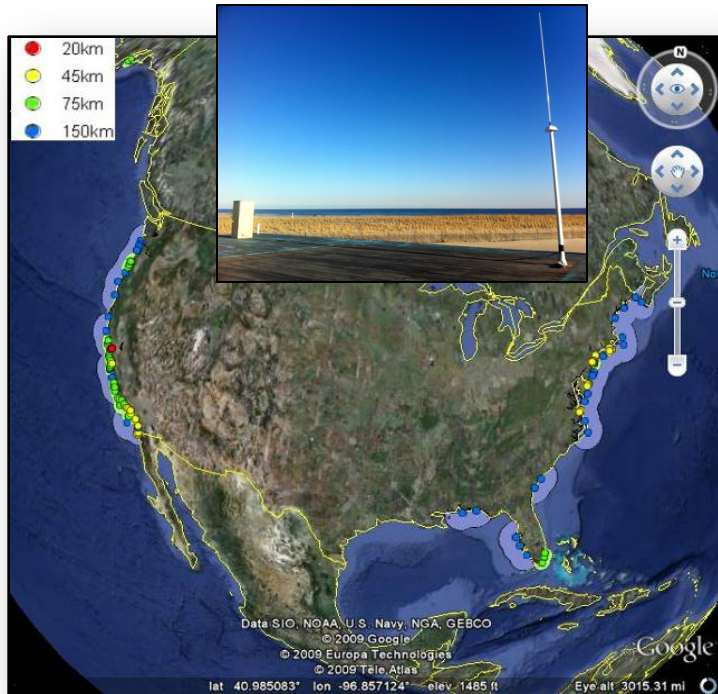 20km
45km
75km
150km
N
No
Data SIO, NOAA, U.S. Navy, NGA, GEBCO
© 2009 Google
© 2009 Europa Technologies
© 2009 Tele Atlas
Google
lat 40.985083° lon -96.857124° elev 1485 ft Eye alt 3015.31 mi